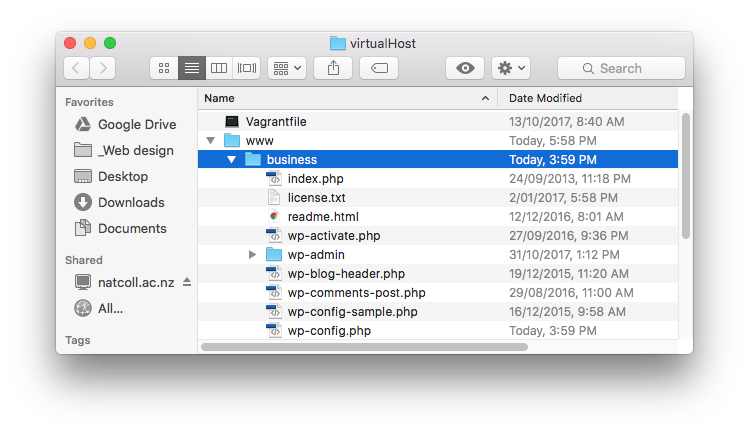 virtualHost
Search
Favorites
Google Drive
_Web design
Desktop
Downloads
Documents
Shared
natcoll.ac.nz
All...
Tags
Name Date Modified
Vagrantfile 13/10/2017, 8:40 AM
www Today, 5:58 PM
business Today, 3:59 PM
index.php 24/09/2013, 11:18 PM
license.txt 2/01/2017, 5:58 PM
readme.html 12/12/2016, 8:01 AM
wp-activate.php 27/09/2016, 9:36 PM
wp-admin 31/10/2017, 1:12 PM
wp-blog-header.php 19/12/2015, 11:20 AM
wp-comments-post.php 29/08/2016, 11:00 AM
wp-config-sample.php 16/12/2015, 9:58 AM
wp-config.php Today, 3:59 PM